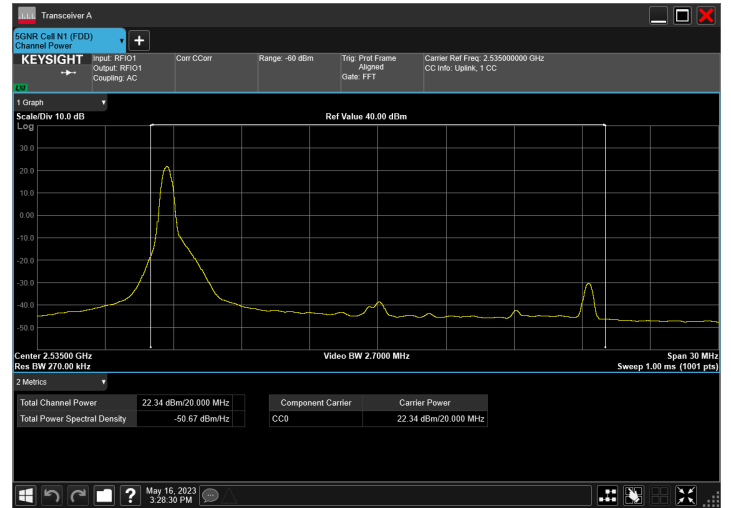 Transceiver A
5GNR Cell N1 (FDD)
Channel Power
KEYSIGHT
LXI
Input: RFIO1
Output: RFIO1
Coupling: AC
Corr CCorr
Range: -60 dBm
Trig: Prot Frame
Aligned
Gate: FFT
Carrier Ref Freq: 2.535000000 GHz
CC Info: Uplink, 1 CC
1 Graph
Scale/Div 10.0 dB
Ref Value 40.00 dBm
Log
30.0
20.0
10.0
0.00
-10.0
-20.0
-30.0
-40.0
-50.0
Center 2.53500 GHz
Video BW 2.7000 MHz
Span 30 MHz
Res BW 270.00 kHz
Sweep 1.00 ms (1001 pts)
2 Metrics
Total Channel Power 22.34 dBm/20.000 MHz
Total Power Spectral Density -50.67 dBm/Hz
Component Carrier Carrier Power
CC0 22.34 dBm/20.000 MHz
?
May 16, 2023
3:28:30 PM